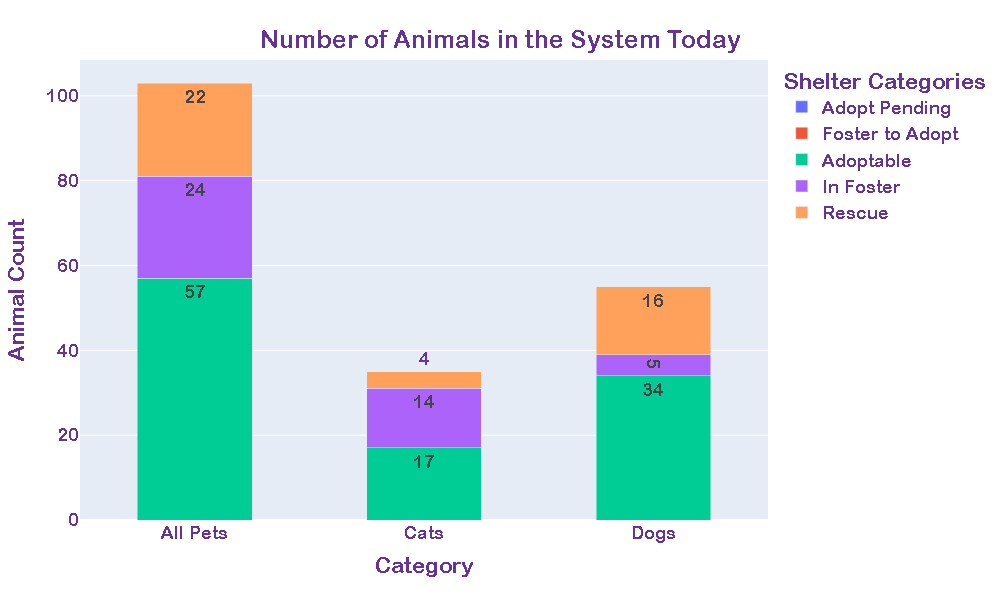 Number of Animals in the System Today
Shelter Categories
Adopt Pending
Foster to Adopt
Adoptable
In Foster
Rescue
Animal Count
100
80
60
40
20
0
22
24
57
4
14
17
16
5
34
All Pets
Cats
Dogs
Category